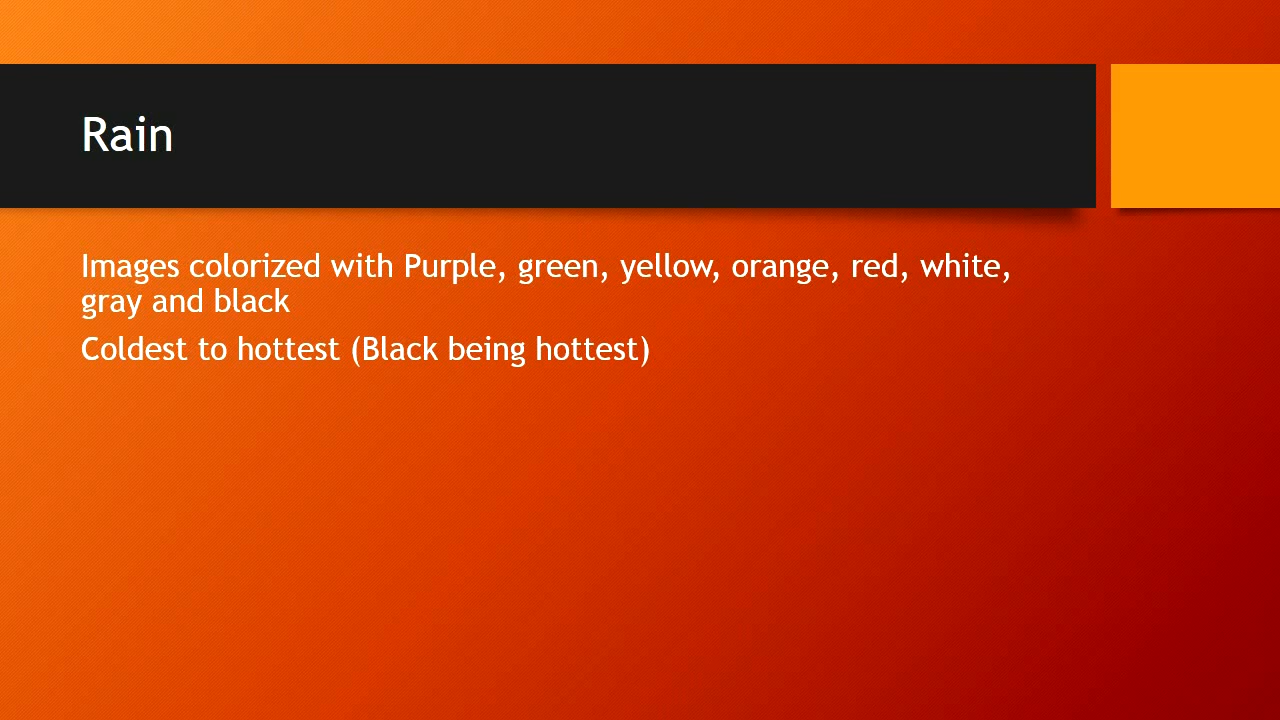 Rain
Images colorized with Purple, green, yellow, orange, red, white,
gray and black
Coldest to hottest (Black being hottest)